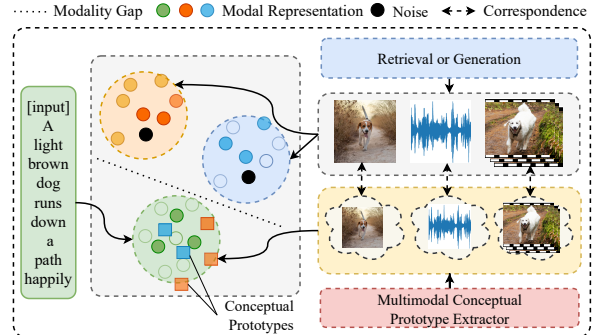 Modality Gap
Modal Representation
Noise
Correspondence
Retrieval or Generation
[input]
A
light
brown
dog
runs
down
a
path
happily
Conceptual
Prototypes
Multimodal Conceptual
Prototype Extractor